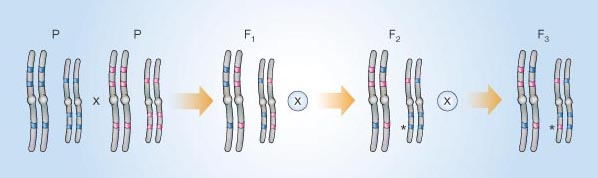 P P F₁ F₂ F₃
x x x
* *